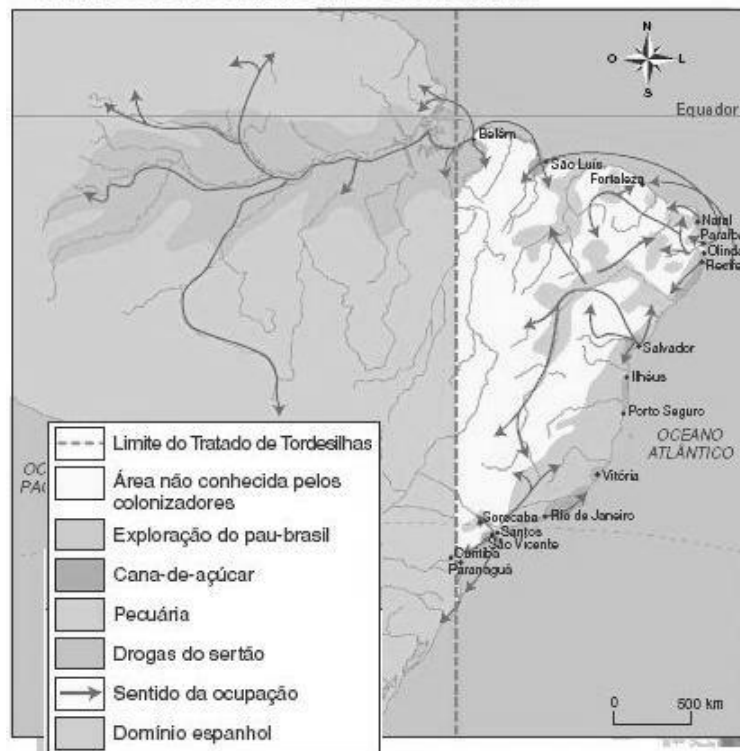 N
O
L
S
Equador
Belém
São Luís
Fortaleza
Natal
Paraíba
Olinda
Recife
Salvador
Ilhéus
Porto Seguro
OCEANO
ATLÂNTICO
Vitória
Rio de Janeiro
Sorocaba
Santos
São Vicente
Curitiba
Paranaguá
Limite do Tratado de Tordesilhas
Área não conhecida pelos
colonizadores
Exploração do pau-brasil
Cana-de-açúcar
Pecuária
Drogas do sertão
Sentido da ocupação
Domínio espanhol
0 500 km